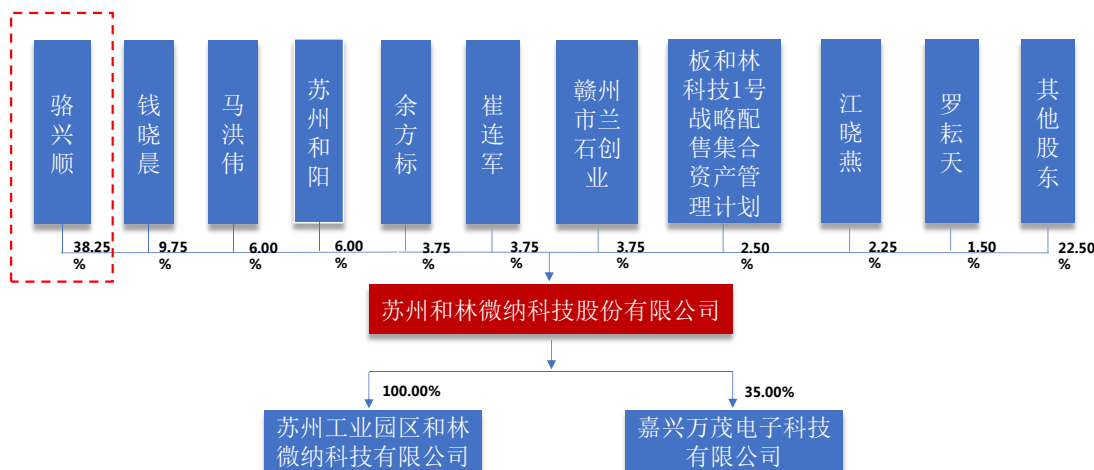 骆兴顺
钱晓晨
马洪伟
苏州和阳
余方标
崔连军
赣州
市兰
石创
业
板和林
科技1号
战略配
售集合
资产管
理计划
江晓燕
罗耘天
其他股东
38.25
%
9.75
%
6.00
%
6.00
%
3.75
%
3.75
%
3.75
%
2.50
%
2.25
%
1.50
%
22.50
%
苏州和林微纳科技股份有限公司
100.00%
35.00%
苏州工业园区和林
微纳科技有限公司
嘉兴万茂电子科技
有限公司